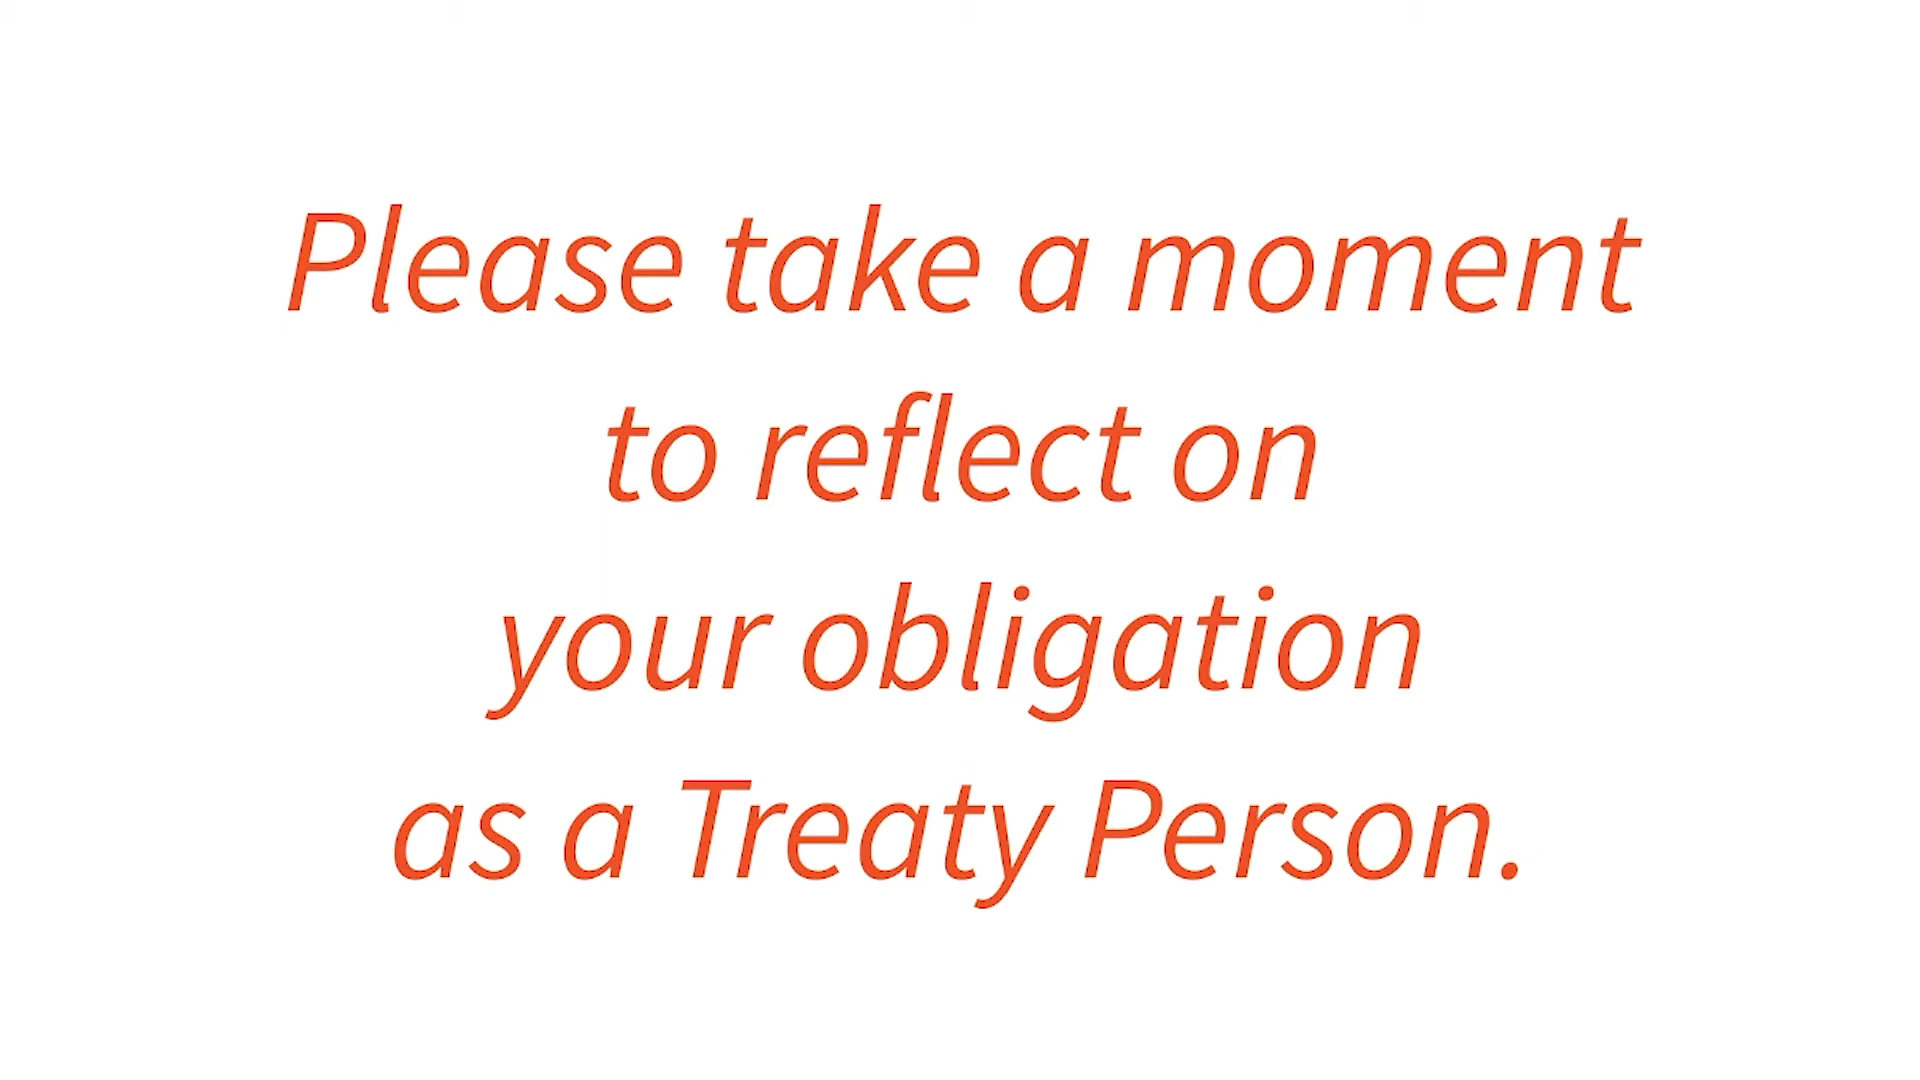 Please take a moment
to reflect on
your obligation
as a Treaty Person.